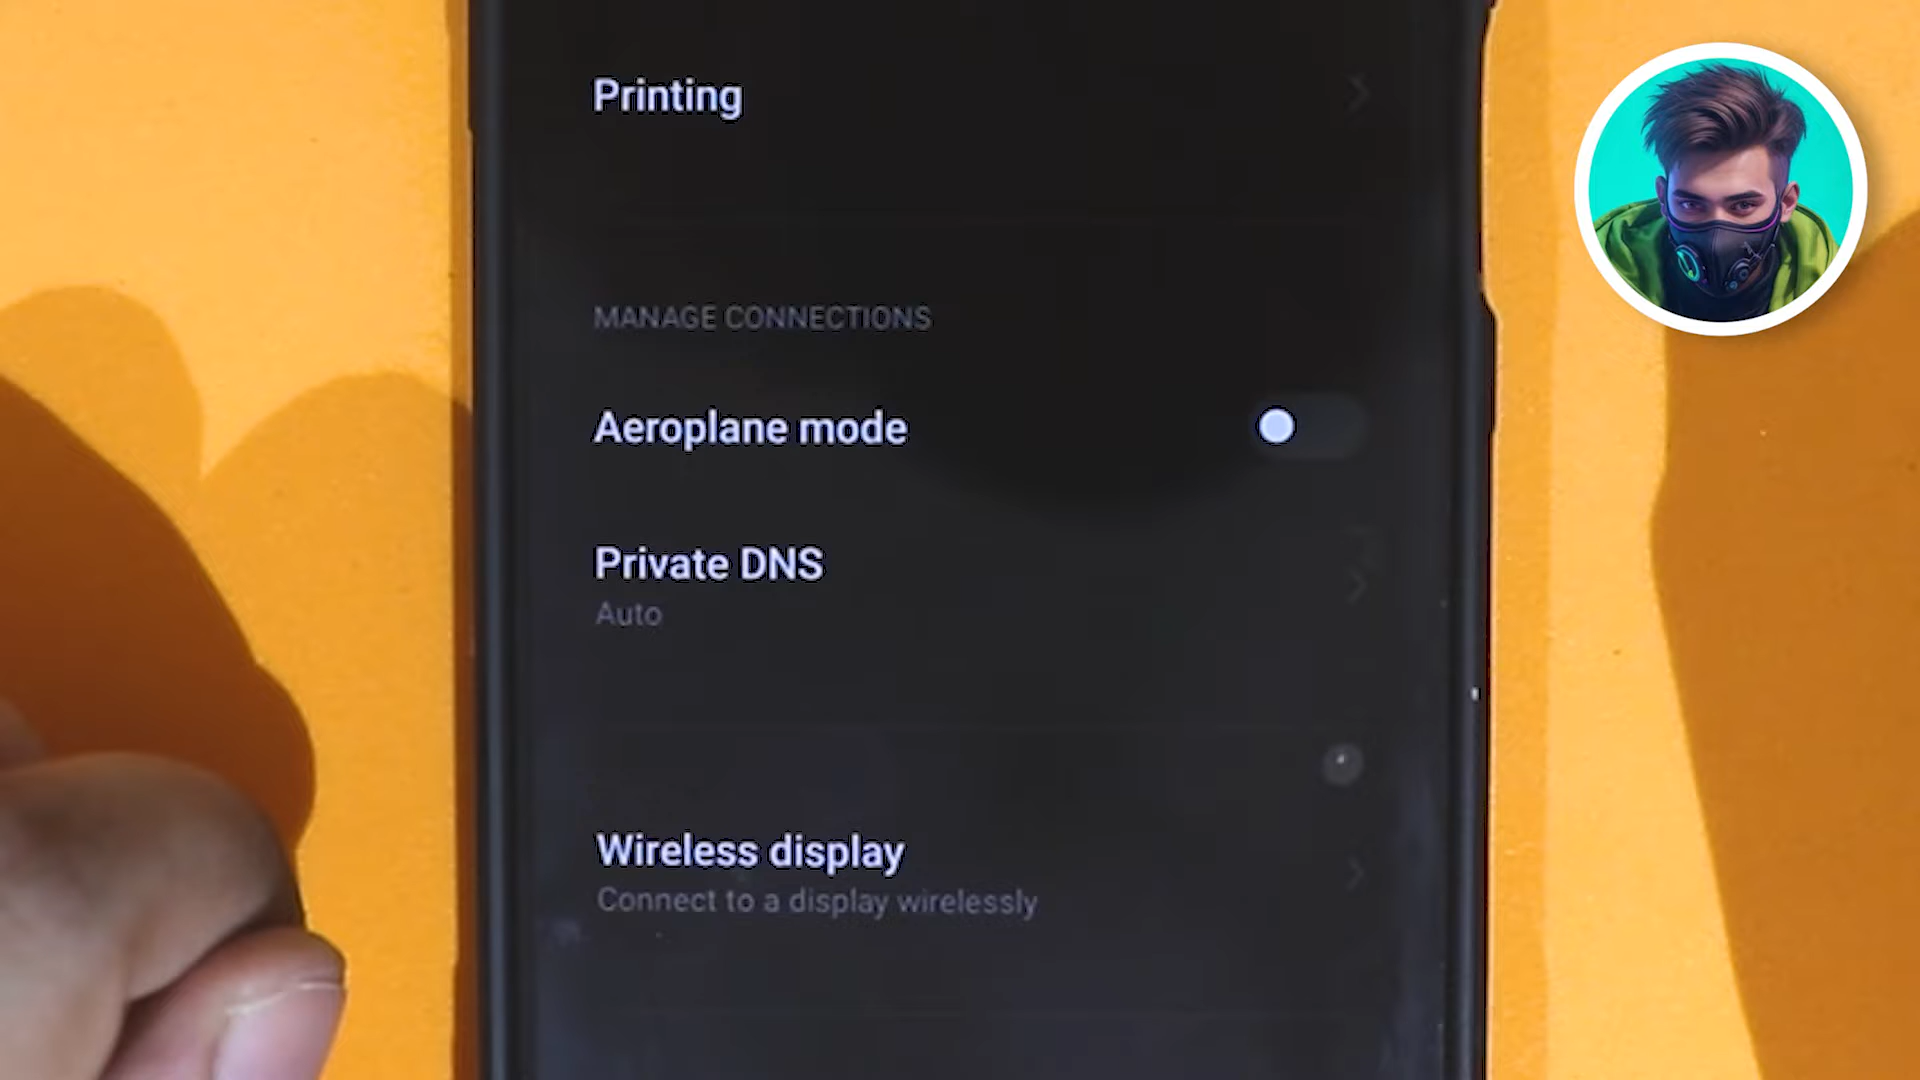 Printing
MANAGE CONNECTIONS
Aeroplane mode
Private DNS
Auto
Wireless display
Connect to a display wirelessly